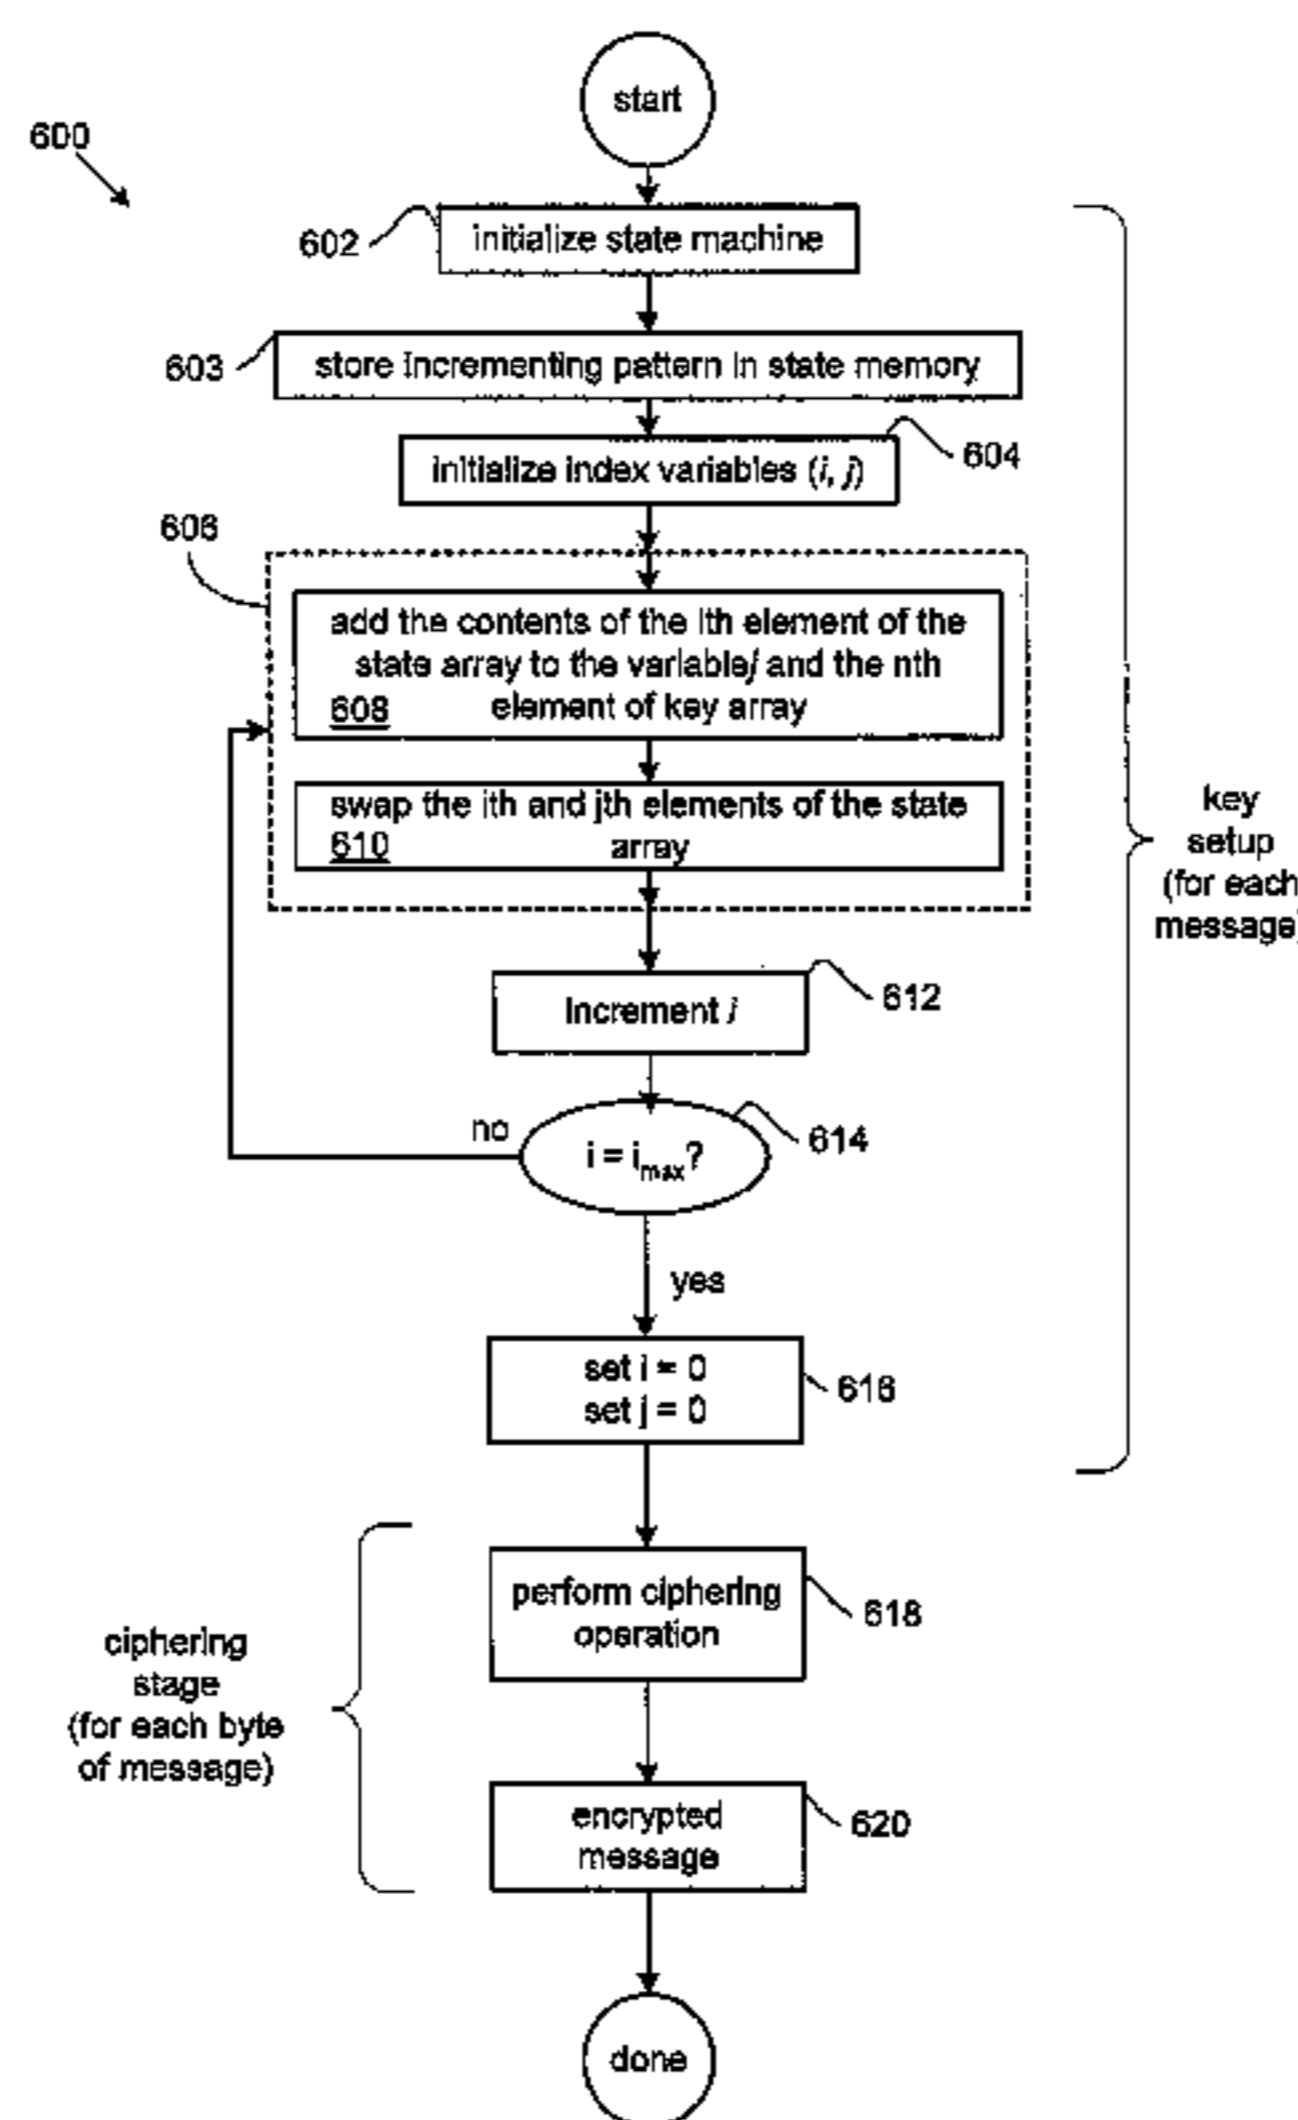 start
600
602
initialize state machine
603
store incrementing pattern in state memory
604
initialize index variables (i, j)
606
add the contents of the ith element of the
state array to the variable j and the nth
608 element of key array
swap the ith and jth elements of the state
610 array
key
setup
(for each
message)
612
Increment i
614
i = imax?
no
yes
set i = 0
set j = 0
616
perform ciphering
operation
618
ciphering
stage
(for each byte
of message)
encrypted
message
620
done